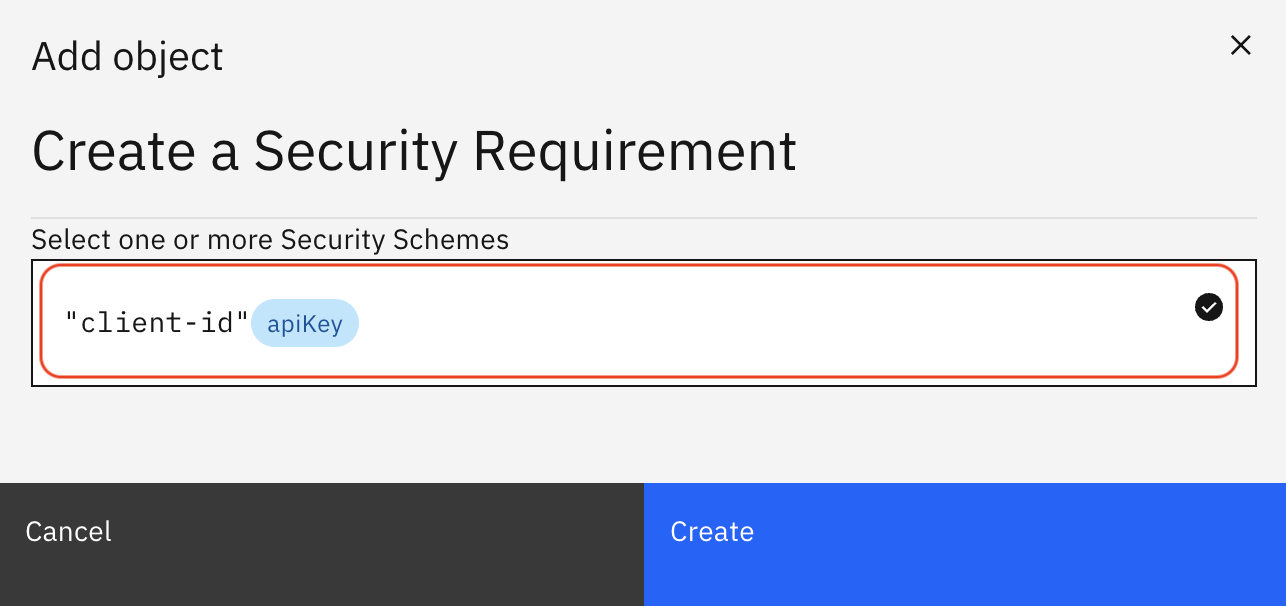 Add object
Create a Security Requirement
Select one or more Security Schemes
"client-id" apiKey
Cancel
Create